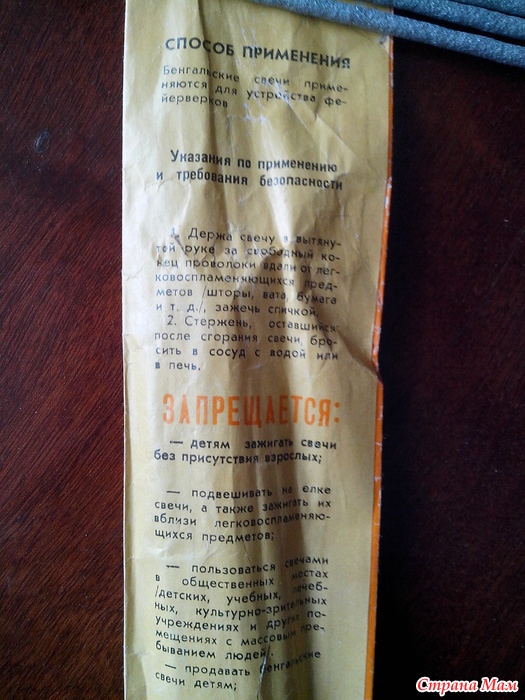 СПОСОБ ПРИМЕНЕНИЯ
Бенгальские свечи приме-
няются для устройства фе-
йерверков
Указания по применению
и требования безопасности
1. Держа свечу в вытяну-
той руке за свободный ко-
нец проволоки вдали от лег-
ковоспламеняющихся пред-
метов /шторы, вата, бумага
и т. д./, зажечь спичкой.
2. Стержень, оставшийся
после сгорания свечи, бро-
сить в сосуд с водой или
в печь.
ЗАПРЕЩАЕТСЯ:
— детям зажигать свечи
без присутствия взрослых;
— подвешивать на елке
свечи, а также зажигать их
вблизи легковоспламеняю-
щихся предметов;
— пользоваться свечами
в общественных местах
/детских, учебных, лечеб-
ных, культурно-зрительных
учреждениях и других по-
мещениях с массовым пре-
быванием людей/.
— продавать бенгальские
свечи детям;
Страна Мам